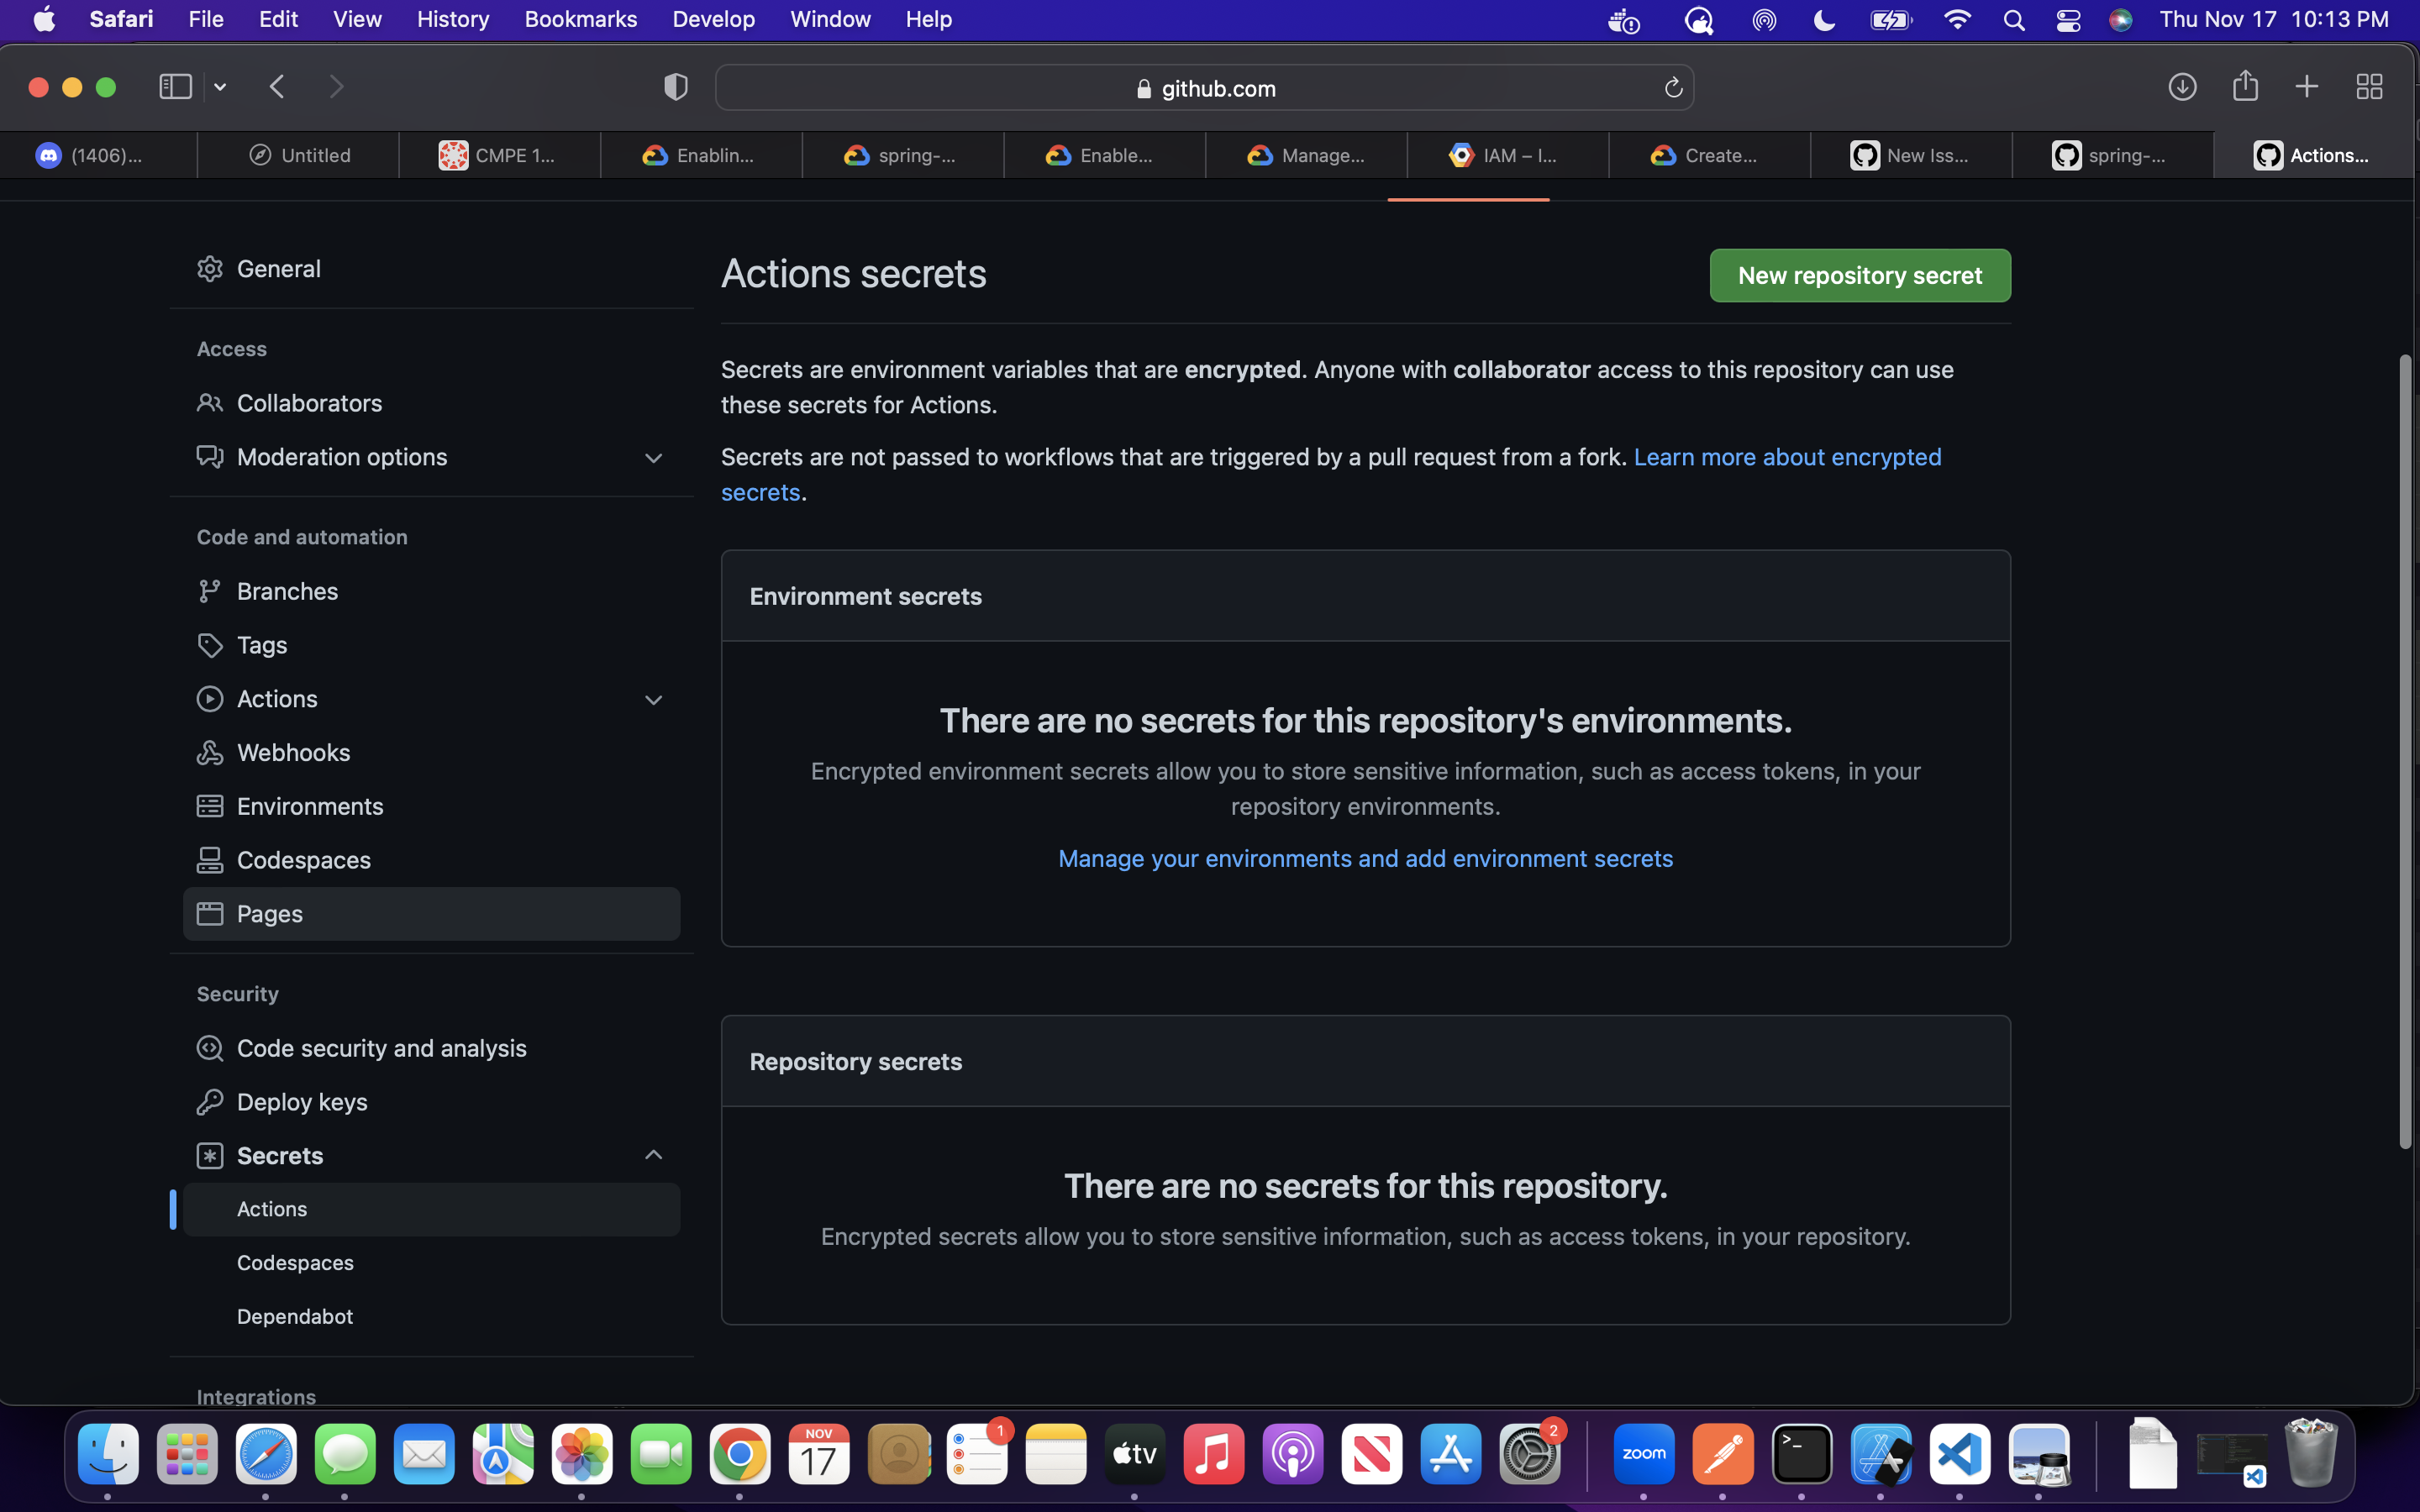 Safari File Edit View History Bookmarks Develop Window Help Thu Nov 17 10:13 PM
github.com
(1406)... Untitled CMPE 1... Enablin... spring-... Enable... Manage... IAM – I... Create... New Iss... spring-... Actions...
General
Access
Collaborators
Moderation options
Code and automation
Branches
Tags
Actions
Webhooks
Environments
Codespaces
Pages
Security
Code security and analysis
Deploy keys
Secrets
Actions
Codespaces
Dependabot
Integrations
Actions secrets
New repository secret
Secrets are environment variables that are encrypted. Anyone with collaborator access to this repository can use
these secrets for Actions.
Secrets are not passed to workflows that are triggered by a pull request from a fork. Learn more about encrypted
secrets.
Environment secrets
There are no secrets for this repository's environments.
Encrypted environment secrets allow you to store sensitive information, such as access tokens, in your
repository environments.
Manage your environments and add environment secrets
Repository secrets
There are no secrets for this repository.
Encrypted secrets allow you to store sensitive information, such as access tokens, in your repository.
NOV
17
1
tv
2
zoom
>_